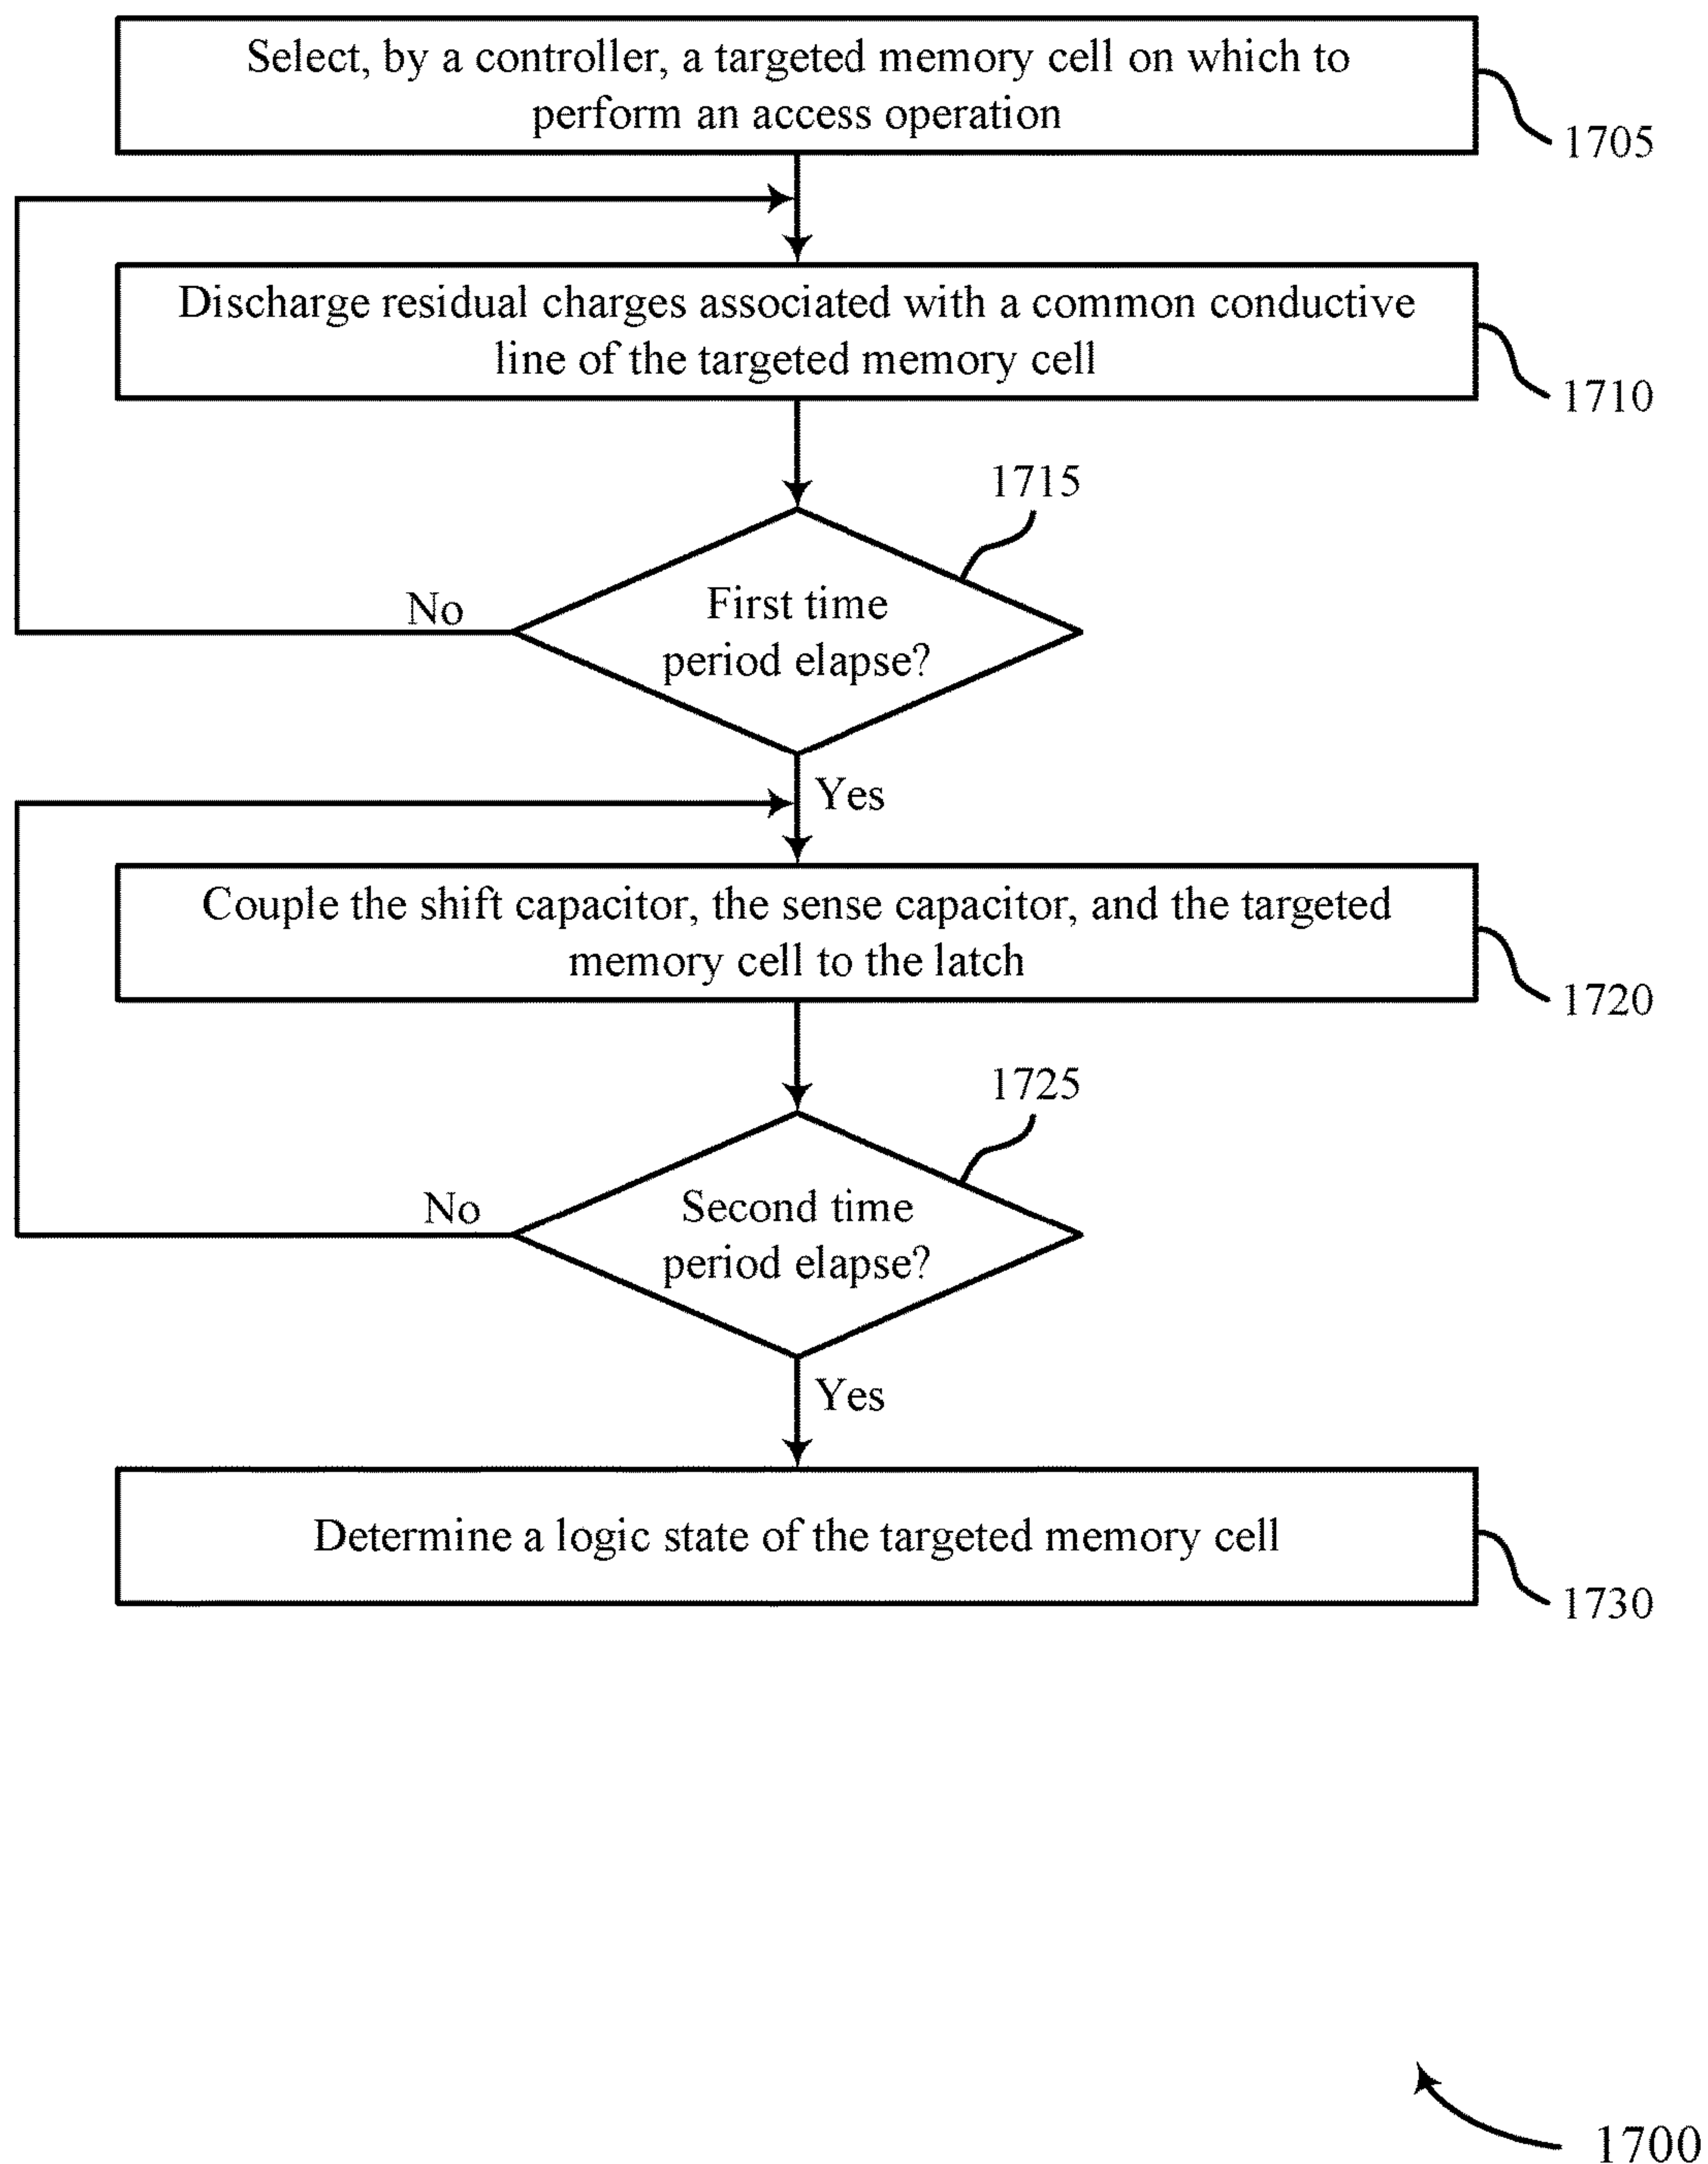 Select, by a controller, a targeted memory cell on which to
perform an access operation
1705
Discharge residual charges associated with a common conductive
line of the targeted memory cell
1710
1715
First time
period elapse?
No
Yes
Couple the shift capacitor, the sense capacitor, and the targeted
memory cell to the latch
1720
1725
Second time
period elapse?
No
Yes
Determine a logic state of the targeted memory cell
1730
1700